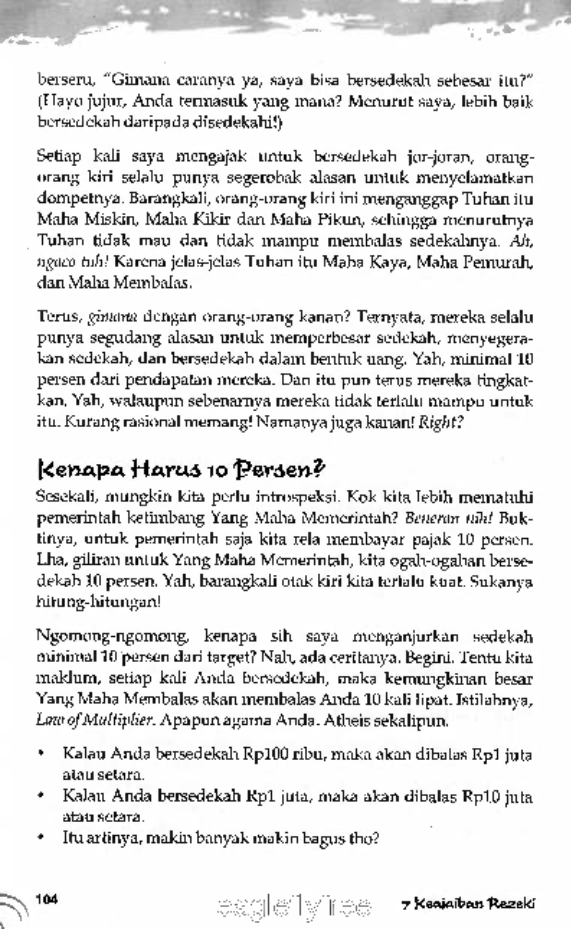 berseru, "Gimana caranya ya, saya bisa bersedekah sebesar itu?"
(Hayo jujur, Anda termasuk yang mana? Menurut saya, lebih baik
bersedekah daripada disedekahi!)
Setiap kali saya mengajak untuk bersedekah jor-joran, orang-
orang kiri selalu punya segerobak alasan untuk menyelamatkan
dompetnya. Barangkali, orang-orang kiri ini menganggap Tuhan itu
Maha Miskin, Maha Kikir dan Maha Pikun, sehingga menurutnya
Tuhan tidak mau dan tidak mampu membalas sedekahnya. Ah,
ngaco tuh! Karena jelas-jelas Tuhan itu Maha Kaya, Maha Pemurah,
dan Maha Membalas.
Terus, gimana dengan orang-orang kanan? Ternyata, mereka selalu
punya segudang alasan untuk memperbesar sedekah, menyegera-
kan sedekah, dan bersedekah dalam bentuk uang. Yah, minimal 10
persen dari pendapatan mereka. Dan itu pun terus mereka tingkat-
kan. Yah, walaupun sebenarnya mereka tidak terlalu mampu untuk
itu. Kurang rasional memang! Namanya juga kanan! Right?
Kenapa Harus 10 Persen?
Sesekali, mungkin kita perlu introspeksi. Kok kita lebih mematuhi
pemerintah ketimbang Yang Maha Memerintah? Beneran nih! Buk-
tinya, untuk pemerintah saja kita rela membayar pajak 10 persen.
Lha, giliran untuk Yang Maha Memerintah, kita ogah-ogahan berse-
dekah 10 persen. Yah, barangkali otak kiri kita terlalu kuat. Sukanya
hitung-hitungan!
Ngomong-ngomong, kenapa sih saya menganjurkan sedekah
minimal 10 persen dari target? Nah, ada ceritanya. Begini. Tentu kita
maklum, setiap kali Anda bersedekah, maka kemungkinan besar
Yang Maha Membalas akan membalas Anda 10 kali lipat. Istilahnya,
Law of Multiplier. Apapun agama Anda. Atheis sekalipun.
• Kalau Anda bersedekah Rp100 ribu, maka akan dibalas Rp1 juta
atau setara.
• Kalau Anda bersedekah Rp1 juta, maka akan dibalas Rp10 juta
atau setara.
• Itu artinya, makin banyak makin bagus tho?
104
eagleflyfree
7 Keajaiban Rezeki